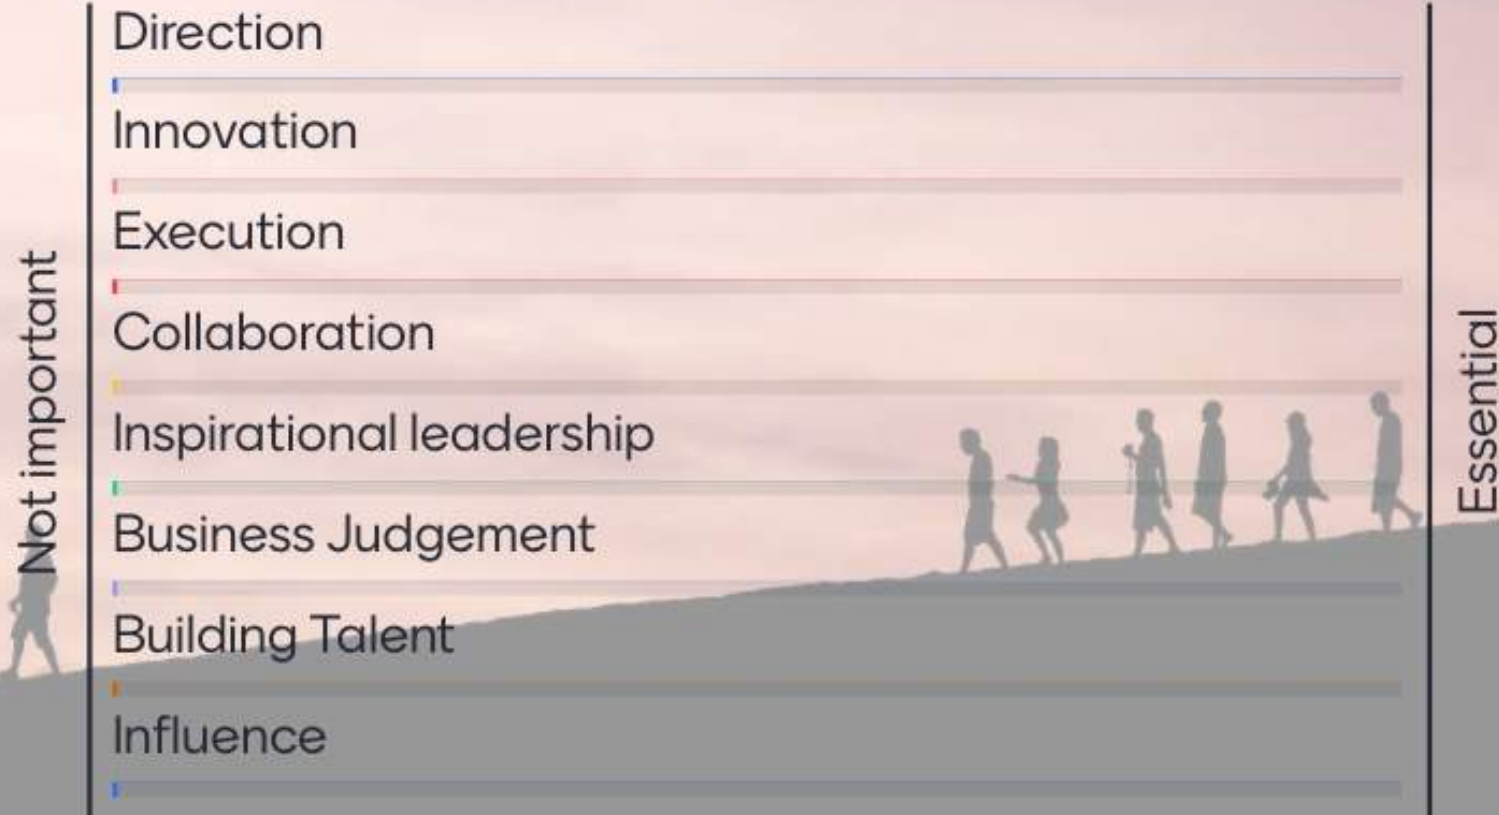 Direction
Innovation
Execution
Collaboration
Inspirational leadership
Business Judgement
Building Talent
Influence
Not important
Essential